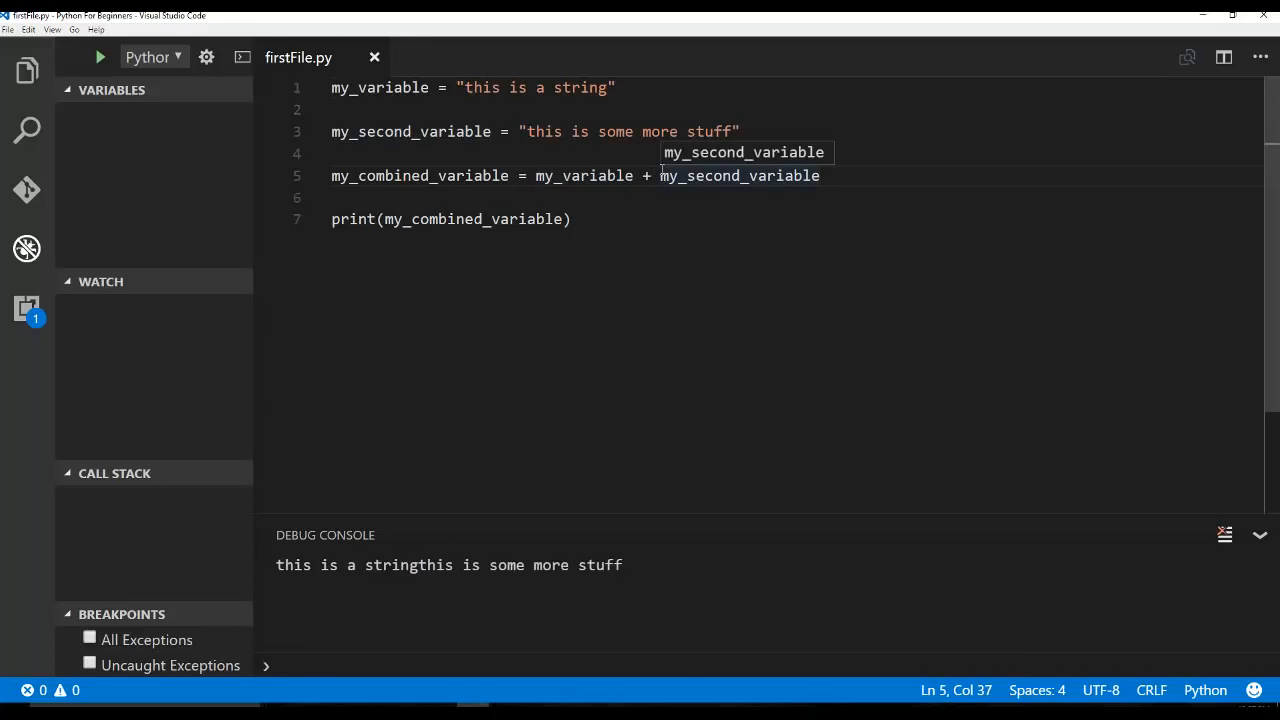 firstFile.py - Python For Beginners - Visual Studio Code
File Edit View Go Help
Pythor
firstFile.py
VARIABLES
1 my_variable = "this is a string"
2
3 my_second_variable = "this is some more stuff"
4 my_second_variable
5 my_combined_variable = my_variable + my_second_variable
6
7 print(my_combined_variable)
WATCH
CALL STACK
DEBUG CONSOLE
this is a stringthis is some more stuff
BREAKPOINTS
All Exceptions
Uncaught Exceptions
1
0 0
Ln 5, Col 37 Spaces: 4 UTF-8 CRLF Python